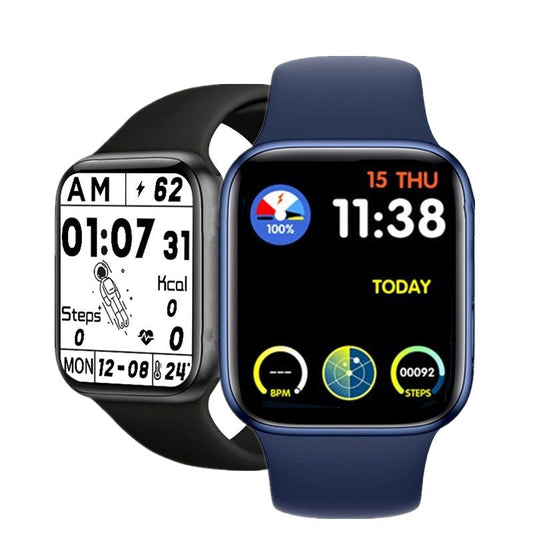 AM 62
01:07 31
Kcal
0
Steps
0 0
MON 12-08 24°
15 THU
100% 11:38
TODAY
--- 00092
BPM STEPS